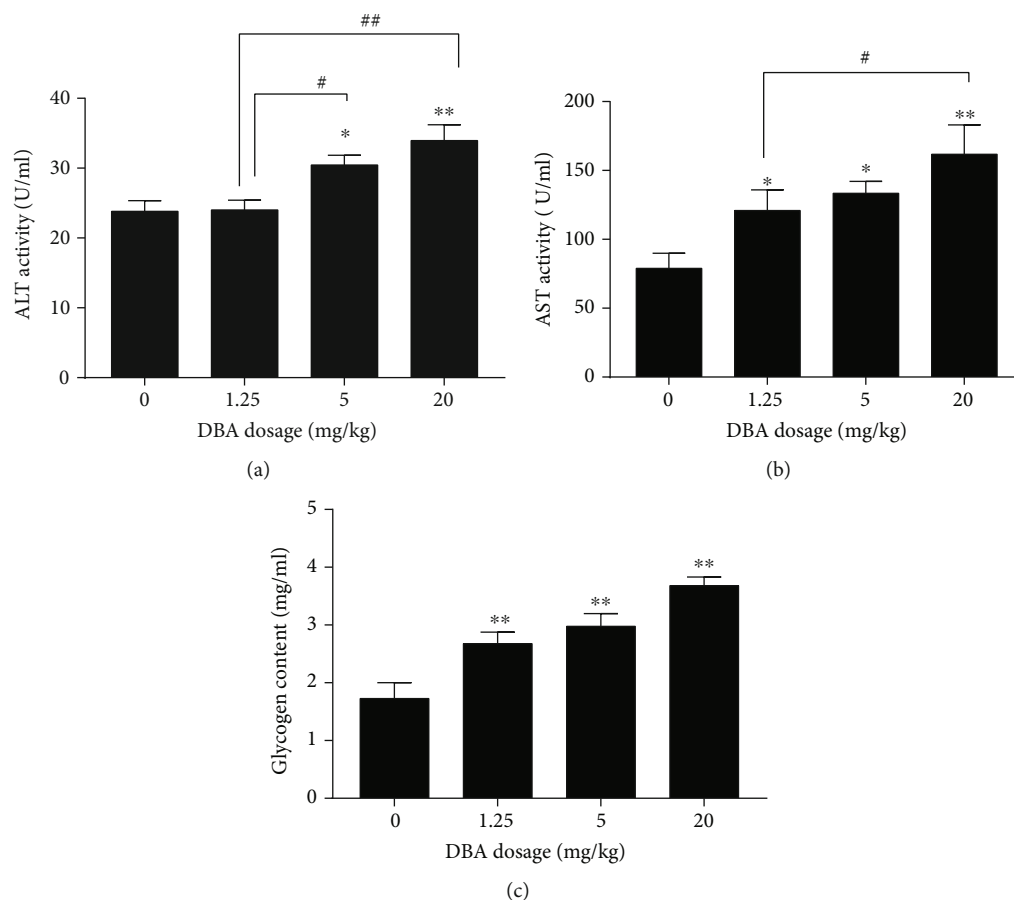 ##
#
40
30
20
10
0
ALT activity (U/ml)
*
**
0 1.25 5 20
DBA dosage (mg/kg)
(a)
#
200
150
100
50
0
AST activity ( U/ml)
*
*
**
0 1.25 5 20
DBA dosage (mg/kg)
(b)
5
4
3
2
1
0
Glycogen content (mg/ml)
**
**
**
0 1.25 5 20
DBA dosage (mg/kg)
(c)